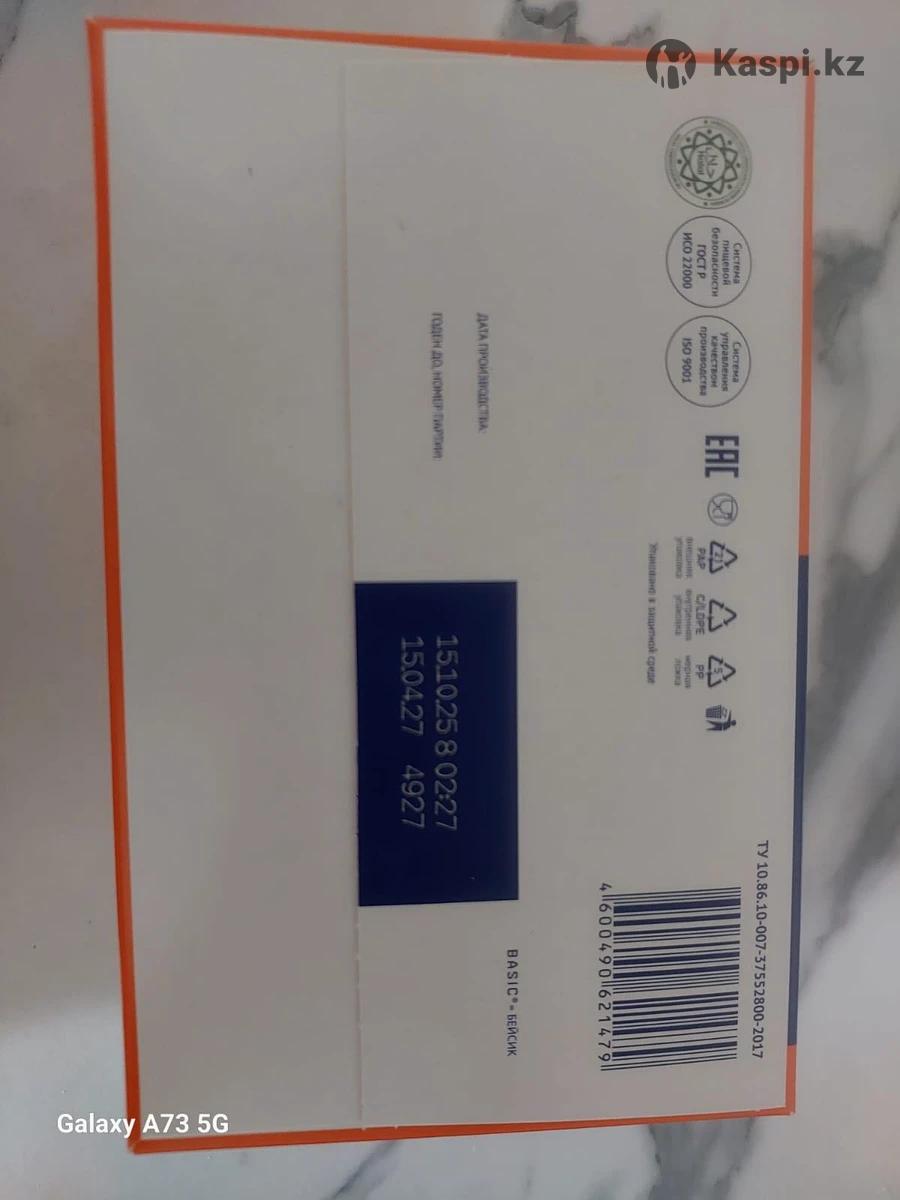 Kaspi.kz
Halal
Система
пищевой
безопасности
ГОСТ Р
ИСО 22000
Система
управления
качеством
производства
ISO 9001
EAC
21
PAP
внешняя
упаковка
C/LDPE
внутренняя
упаковка
5
PP
мерная
ложка
Упаковано в защитной среде
ТУ 10.86.10-007-37552800-2017
ДАТА ПРОИЗВОДСТВА:
ГОДЕН ДО, НОМЕР ПАРТИИ:
15.10.25 8 02:27
15.04.27 4927
4 600490 621479
BASIC® = БЕЙСИК
Galaxy A73 5G